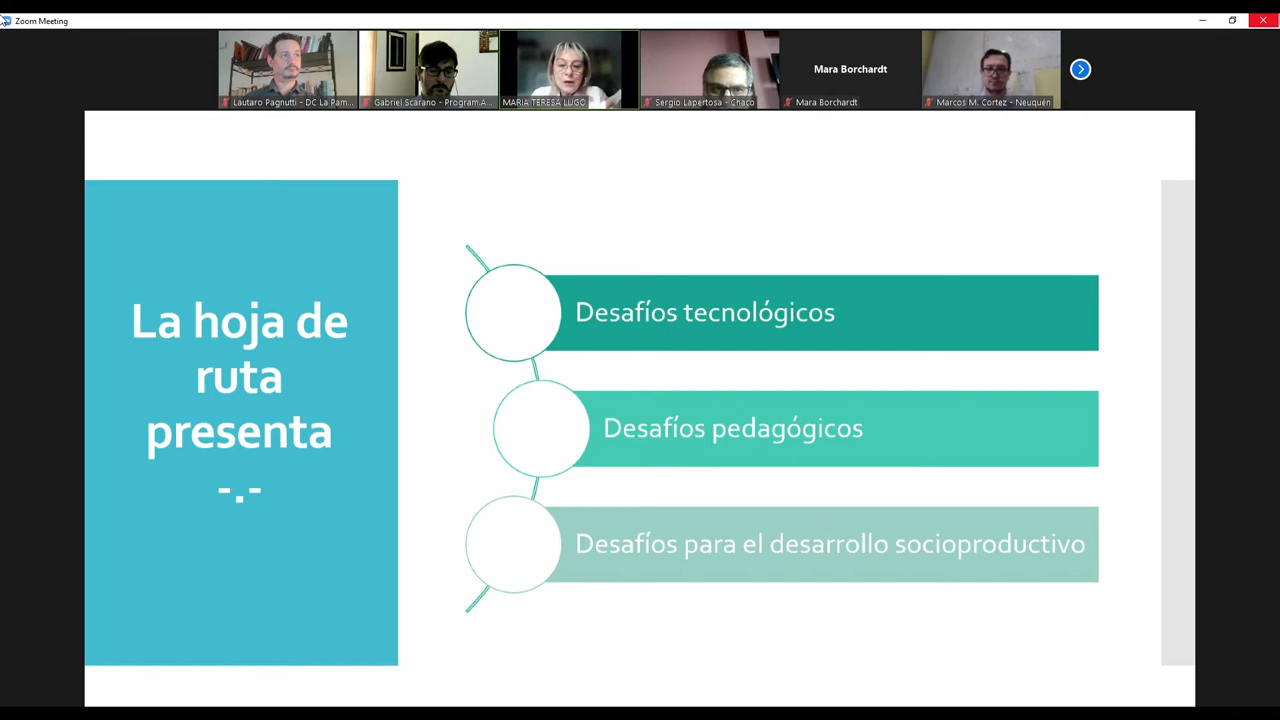 Zoom Meeting
Mara Borchardt
Lautaro Pagnutti - DC La Pam...
Gabriel Scarano - Program.A...
MARIA TERESA LUGO
Sergio Lapertosa - Chaco
Mara Borchardt
Marcos M. Cortez - Neuquén
La hoja de
ruta
presenta
-.-
Desafíos tecnológicos
Desafíos pedagógicos
Desafíos para el desarrollo socioproductivo